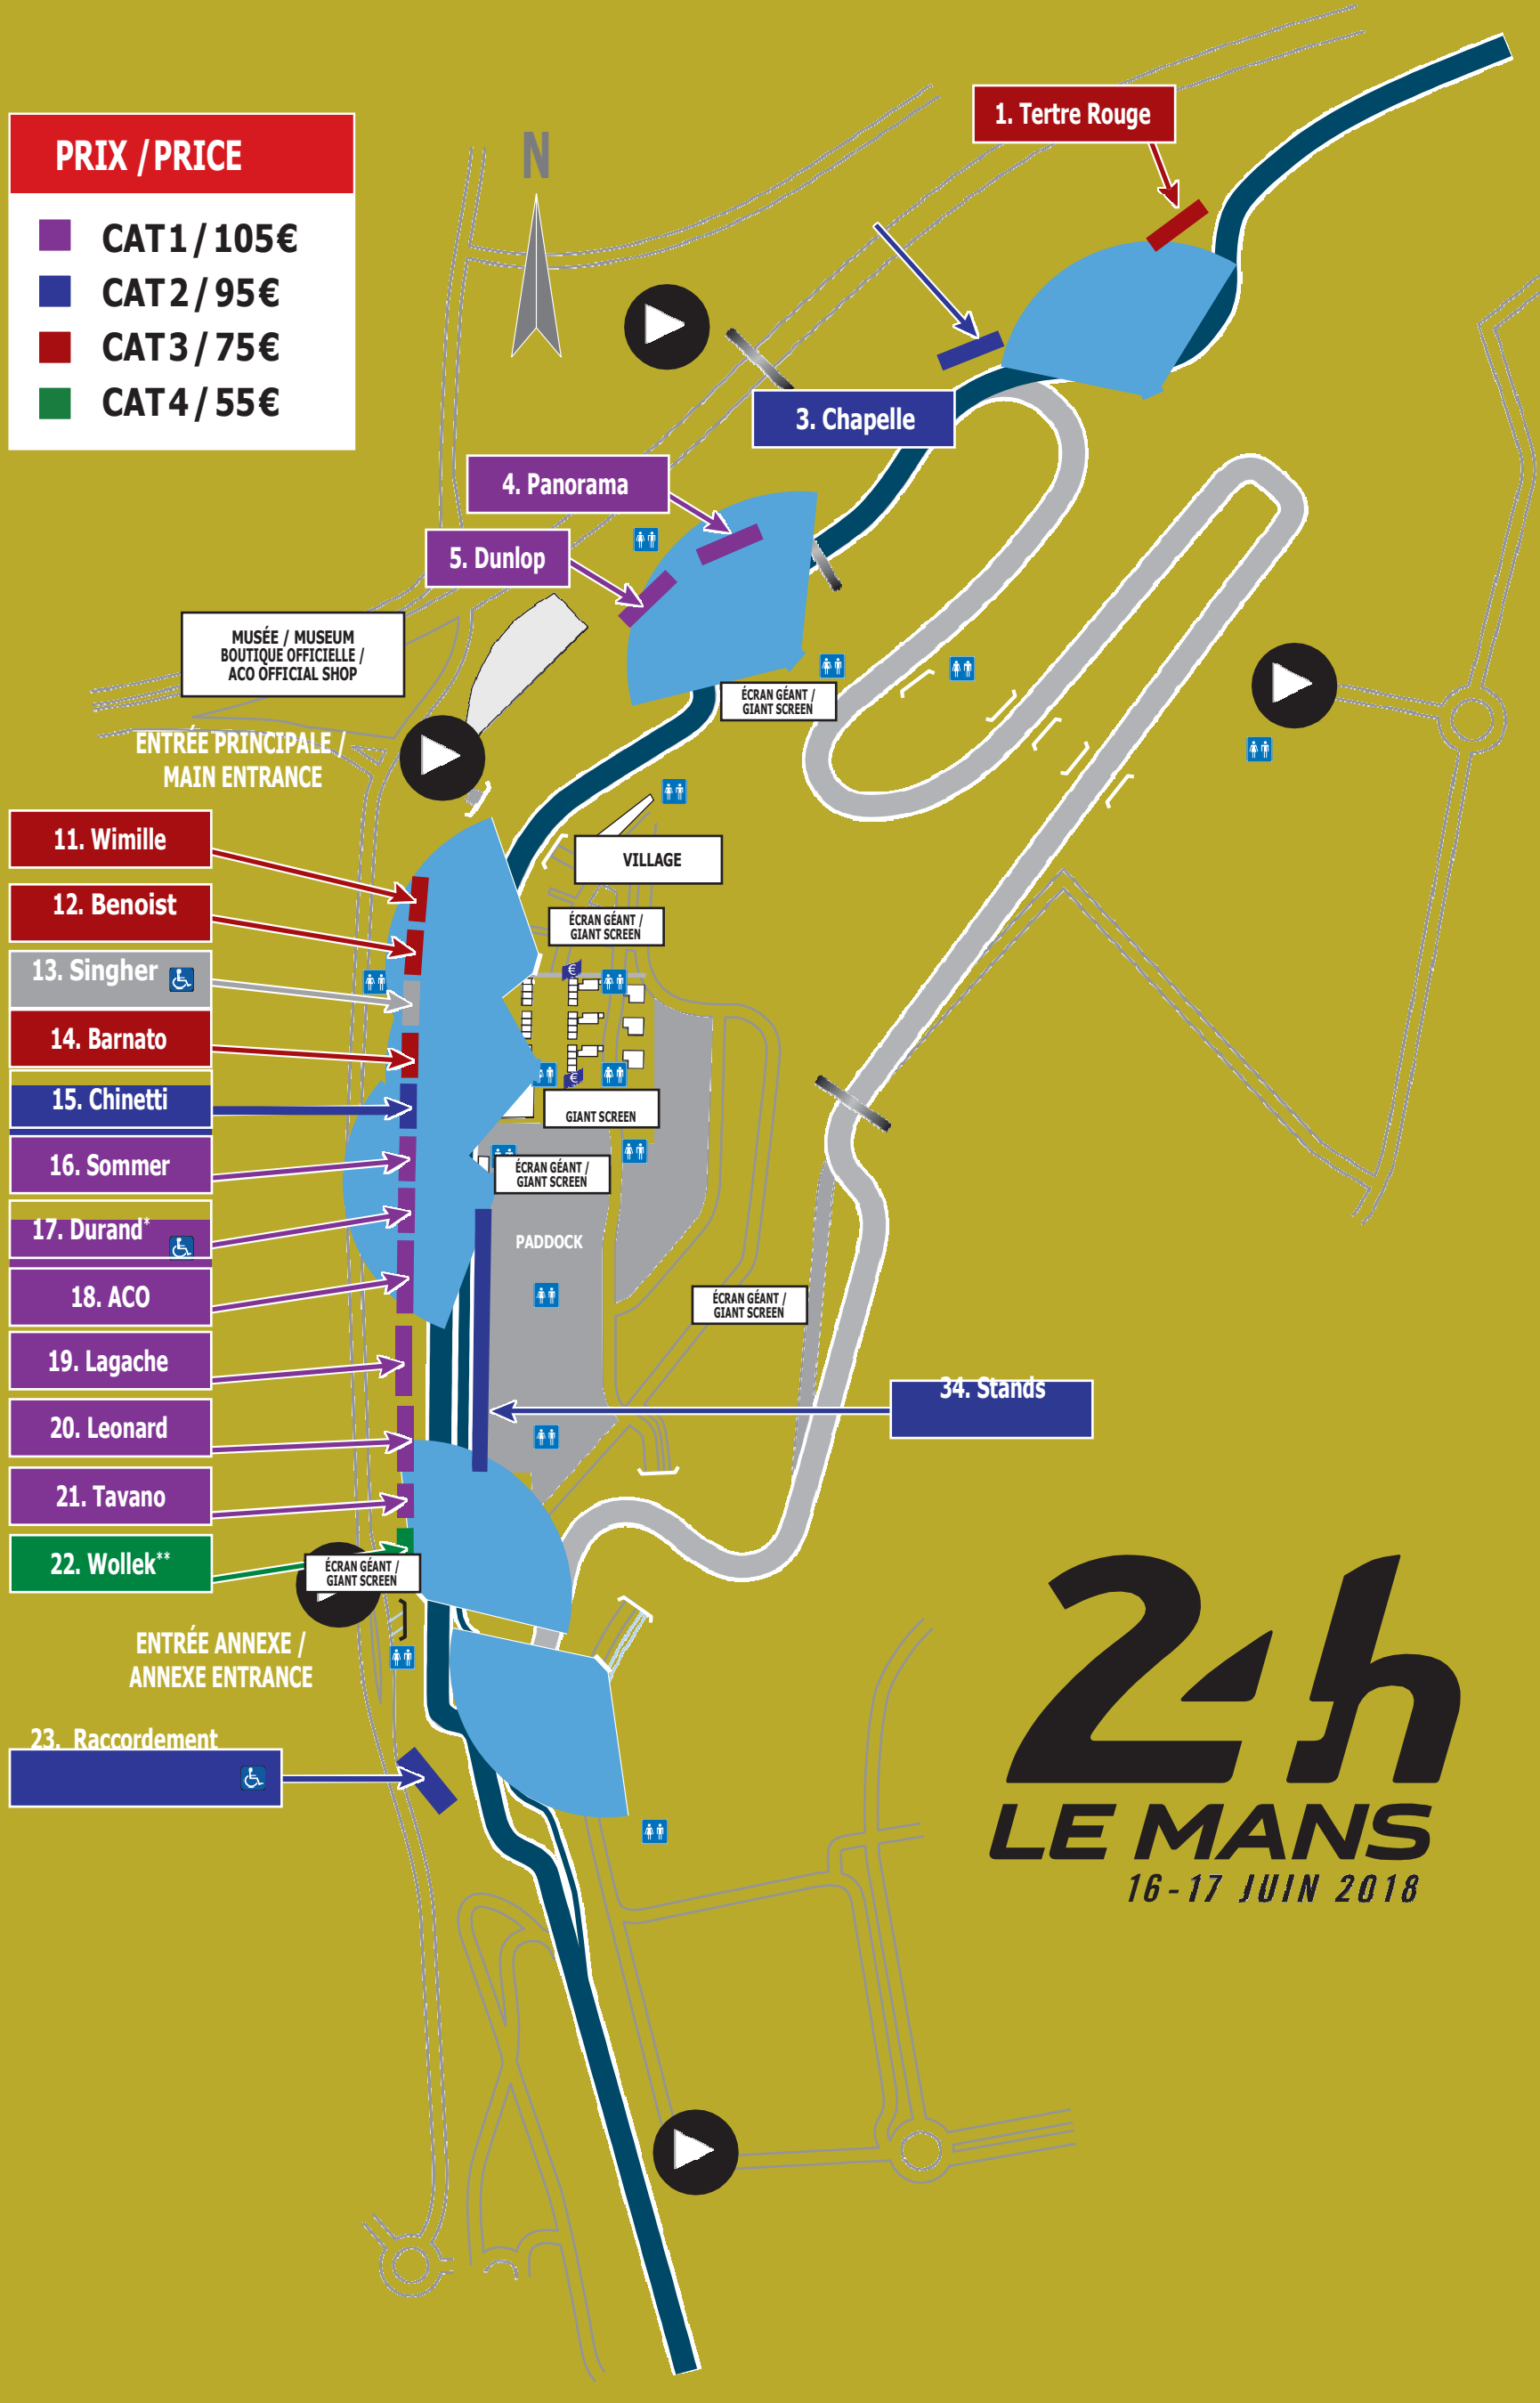 1. Tertre Rouge
PRIX / PRICE
N
CAT 1 / 105€
CAT 2 / 95€
CAT 3 / 75€
CAT 4 / 55€
3. Chapelle
4. Panorama
5. Dunlop
MUSÉE / MUSEUM
BOUTIQUE OFFICIELLE /
ACO OFFICIAL SHOP
ÉCRAN GÉANT /
GIANT SCREEN
ENTRÉE PRINCIPALE /
MAIN ENTRANCE
11. Wimille
VILLAGE
12. Benoist
ÉCRAN GÉANT /
GIANT SCREEN
€
13. Singher
14. Barnato
€
15. Chinetti
GIANT SCREEN
16. Sommer
ÉCRAN GÉANT /
GIANT SCREEN
17. Durand*
PADDOCK
18. ACO
ÉCRAN GÉANT /
GIANT SCREEN
19. Lagache
34. Stands
20. Leonard
21. Tavano
22. Wollek**
ÉCRAN GÉANT /
GIANT SCREEN
ENTRÉE ANNEXE /
ANNEXE ENTRANCE
23. Raccordement
24h
LE MANS
16-17 JUIN 2018